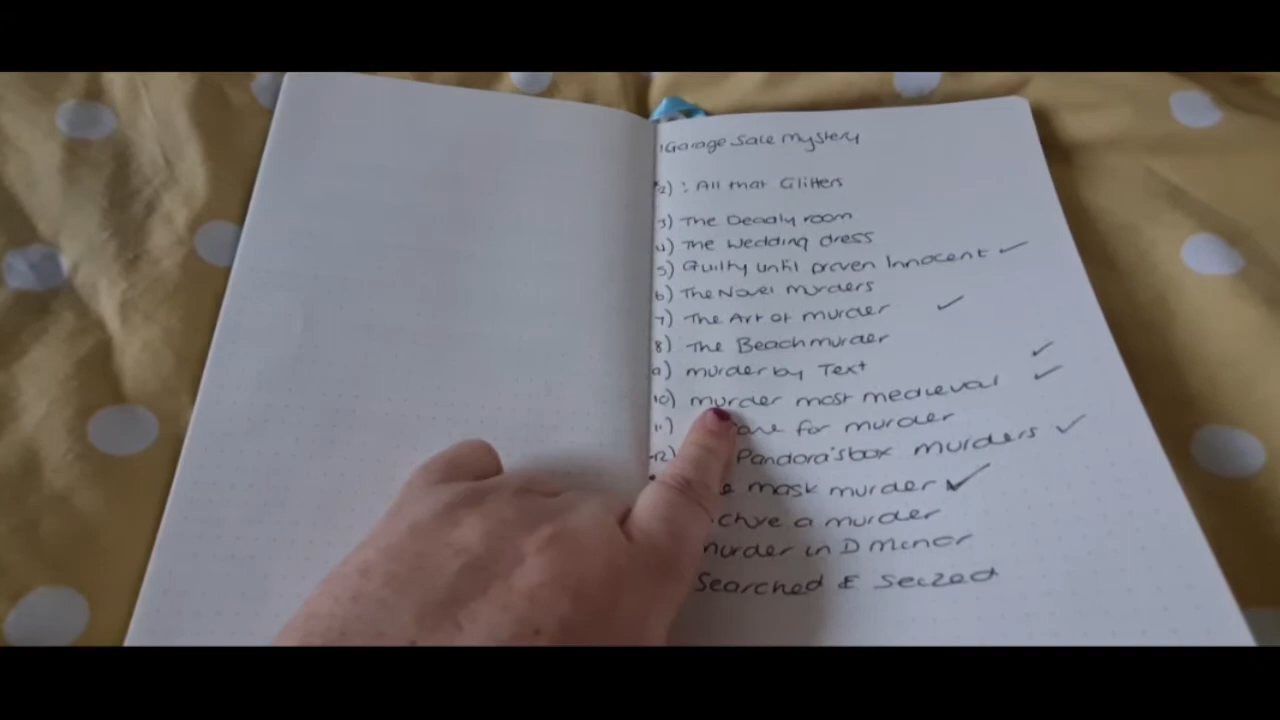 1 Garage Sale Mystery
2) : All that Glitters
3) The Deadly room
4) The Wedding dress
5) Guilty until proven Innocent ✓
6) The Novel murders
7) The Art of murder ✓
8) The Beach murder
9) murder by Text ✓
10) murder most medieval ✓
11) for murder
12) Pandora's box murders ✓
mask murder ✓
a murder
murder in D minor
Searched & Seized